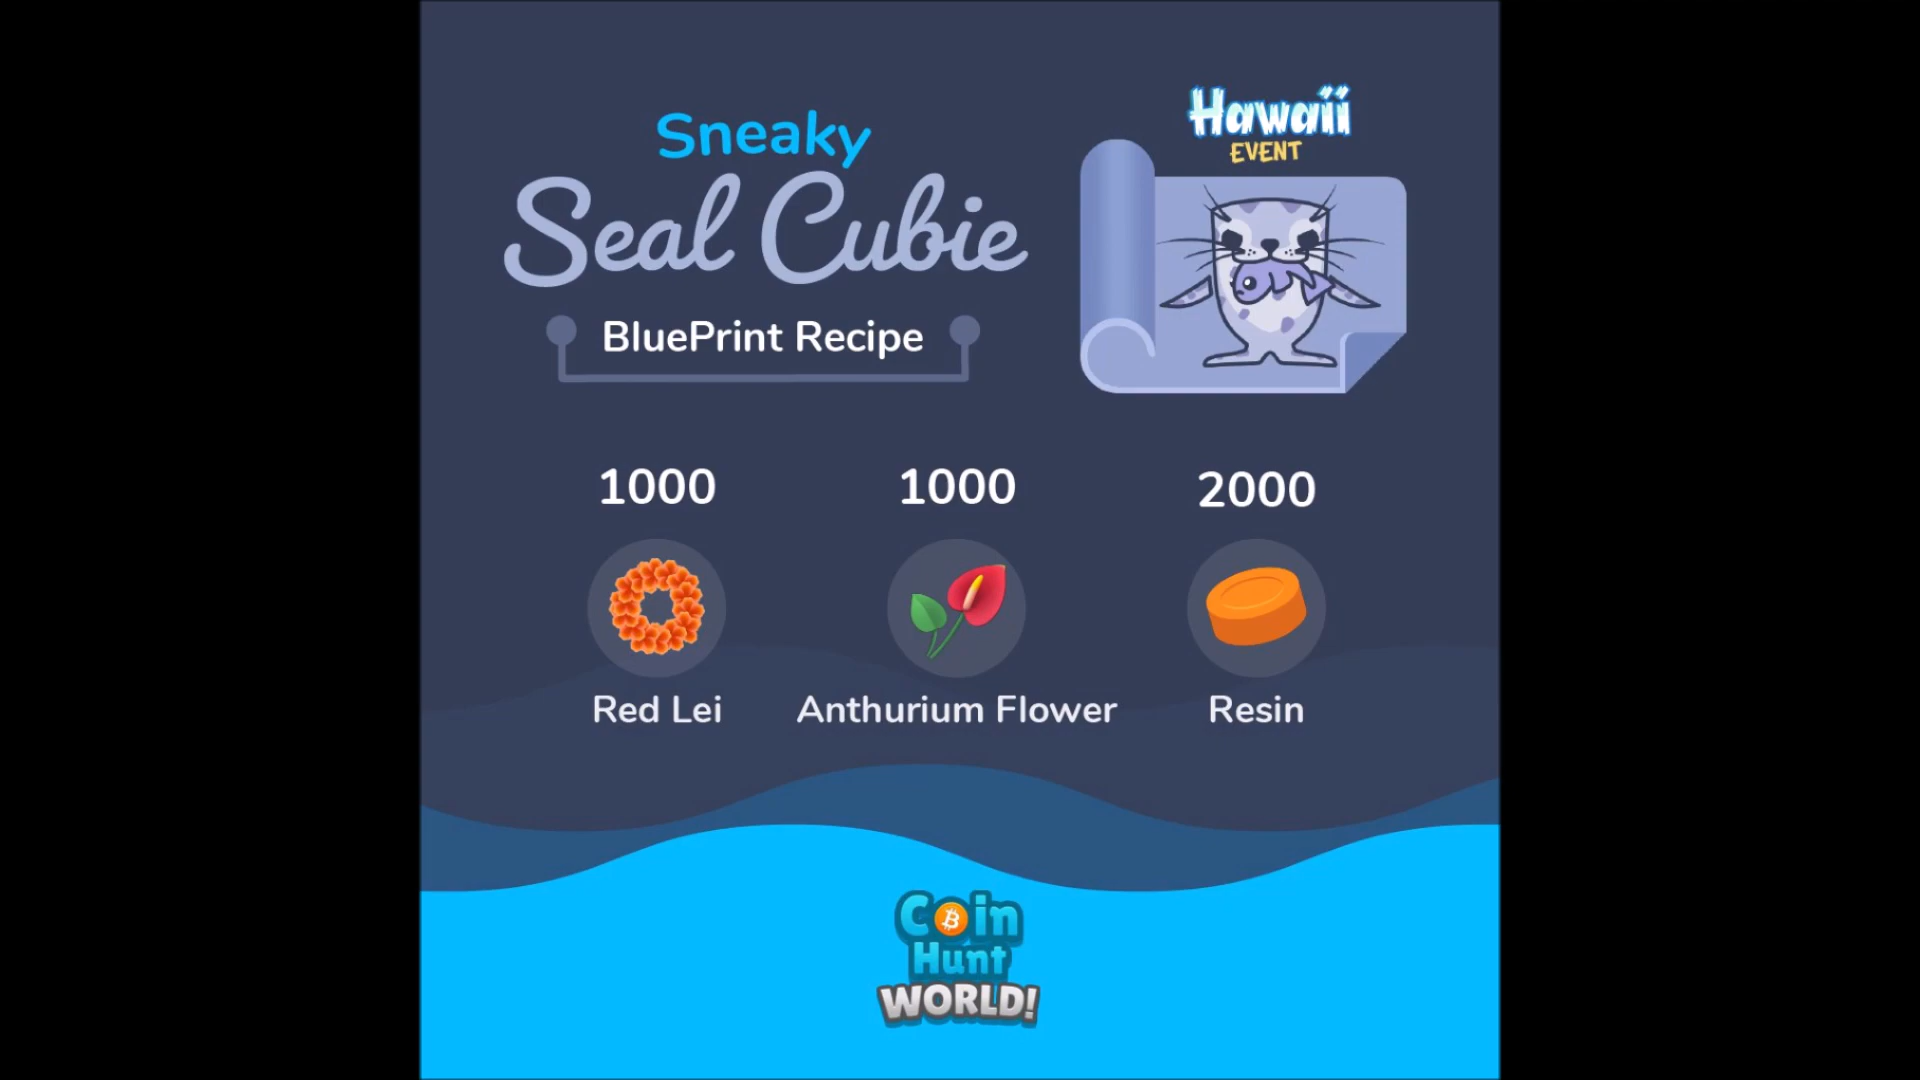 Sneaky
Seal Cubie
BluePrint Recipe
Hawaii
EVENT
1000
1000
2000
Red Lei
Anthurium Flower
Resin
Coin
Hunt
WORLD!